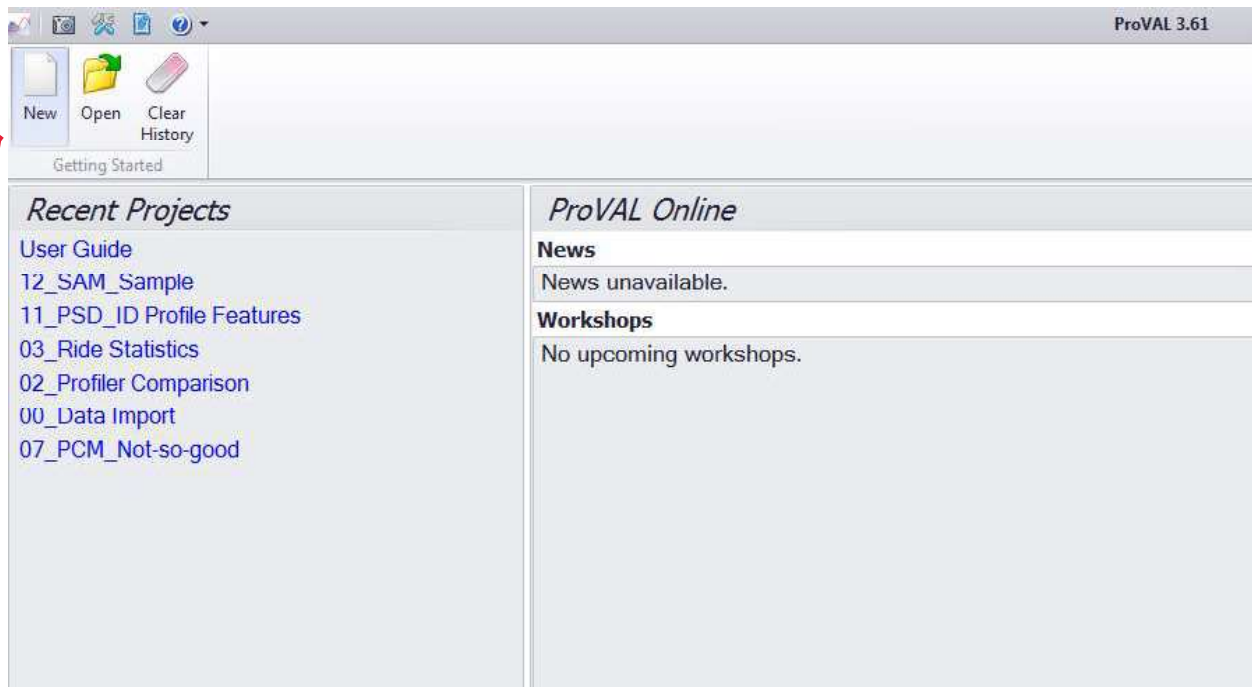 ProVAL 3.61
New
Open
Clear
History
Getting Started
Recent Projects
User Guide
12_SAM_Sample
11_PSD_ID Profile Features
03_Ride Statistics
02_Profiler Comparison
00_Data Import
07_PCM_Not-so-good
ProVAL Online
News
News unavailable.
Workshops
No upcoming workshops.